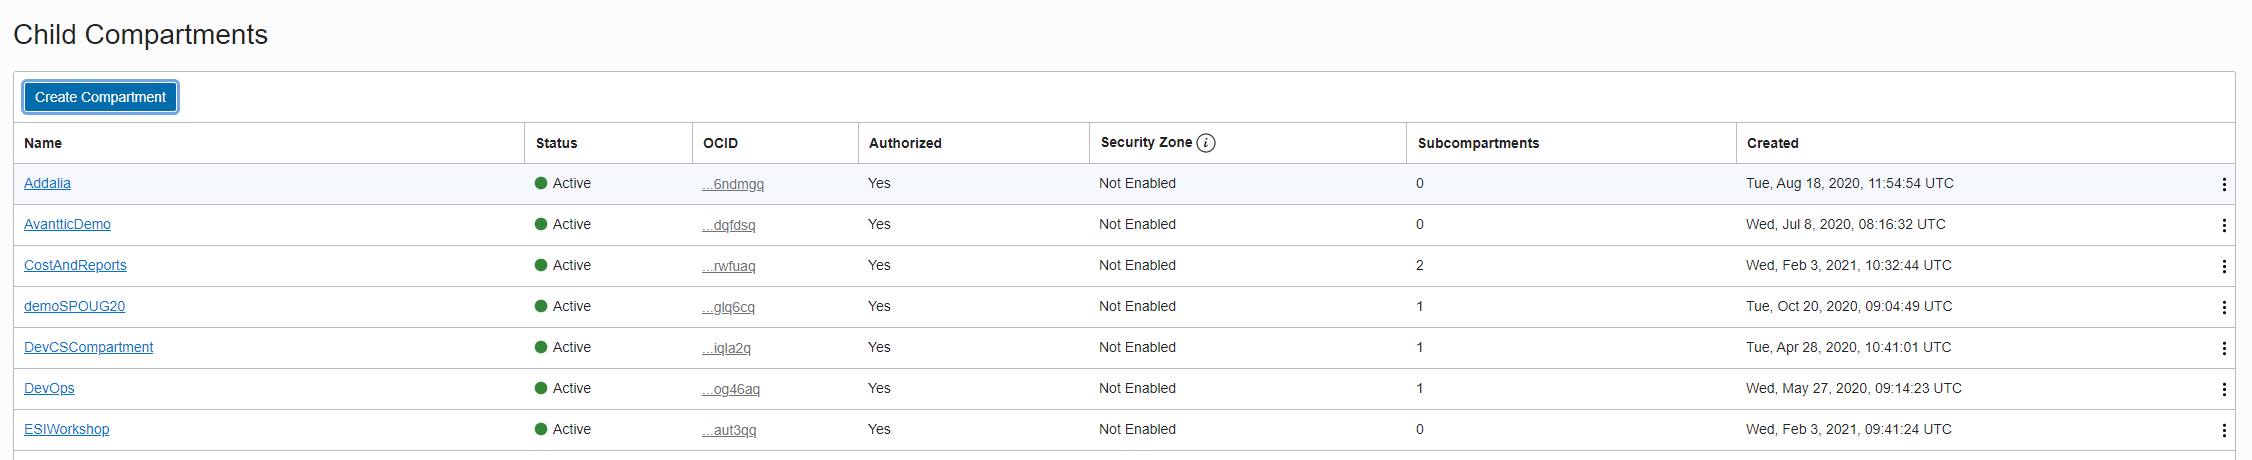 Child Compartments
Create Compartment
Name Status OCID Authorized Security Zone i Subcompartments Created
Addalia Active ...6ndmgq Yes Not Enabled 0 Tue, Aug 18, 2020, 11:54:54 UTC
AvantticDemo Active ...dqfdsq Yes Not Enabled 0 Wed, Jul 8, 2020, 08:16:32 UTC
CostAndReports Active ...rwfuaq Yes Not Enabled 2 Wed, Feb 3, 2021, 10:32:44 UTC
demoSPOUG20 Active ...glq6cq Yes Not Enabled 1 Tue, Oct 20, 2020, 09:04:49 UTC
DevCSCompartment Active ...iqla2q Yes Not Enabled 1 Tue, Apr 28, 2020, 10:41:01 UTC
DevOps Active ...og46aq Yes Not Enabled 1 Wed, May 27, 2020, 09:14:23 UTC
ESIWorkshop Active ...aut3qq Yes Not Enabled 0 Wed, Feb 3, 2021, 09:41:24 UTC